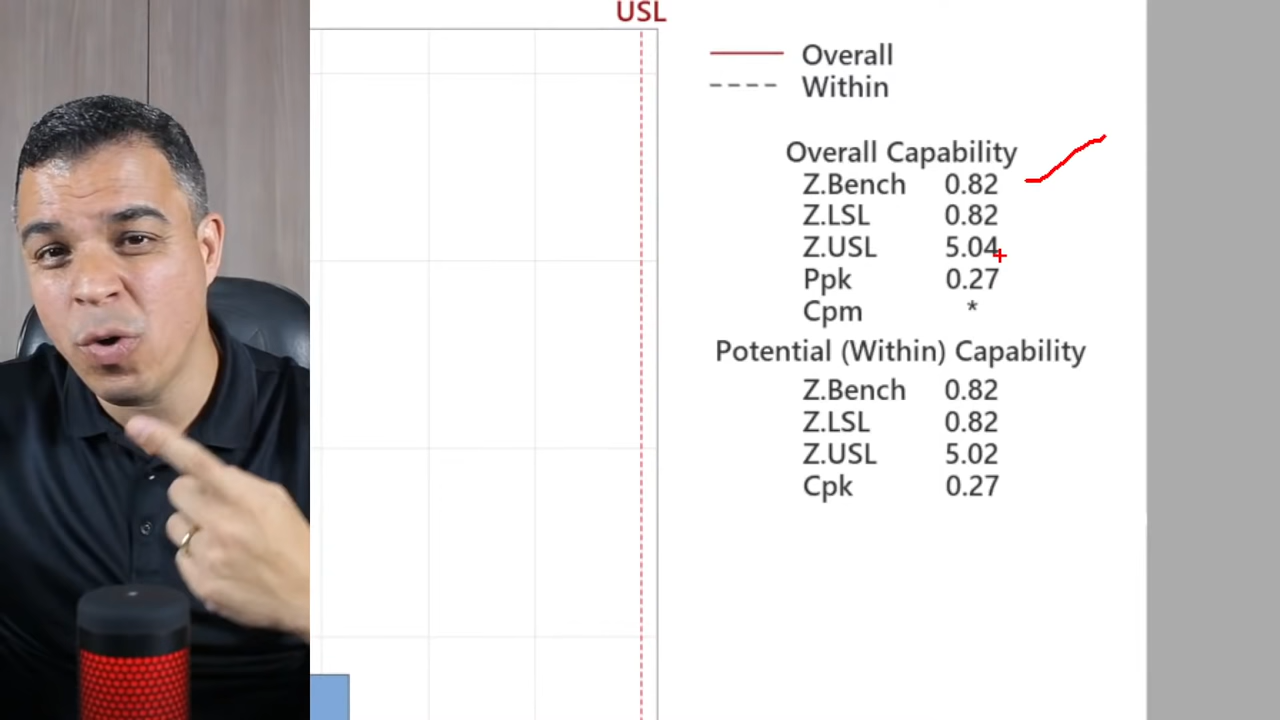 USL
Overall
Within
Overall Capability
Z.Bench 0.82
Z.LSL 0.82
Z.USL 5.04
Ppk 0.27
Cpm *
Potential (Within) Capability
Z.Bench 0.82
Z.LSL 0.82
Z.USL 5.02
Cpk 0.27